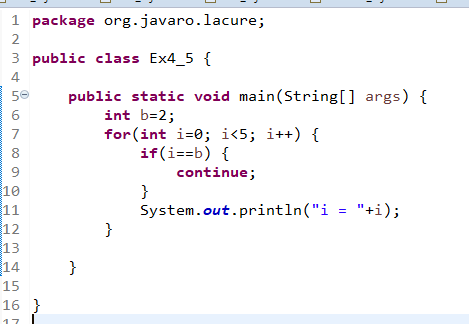 1 package org.javaro.lacure;
2
3 public class Ex4_5 {
4
5 public static void main(String[] args) {
6 int b=2;
7 for(int i=0; i<5; i++) {
8 if(i==b) {
9 continue;
10 }
11 System.out.println("i = "+i);
12 }
13
14 }
15
16 }
17